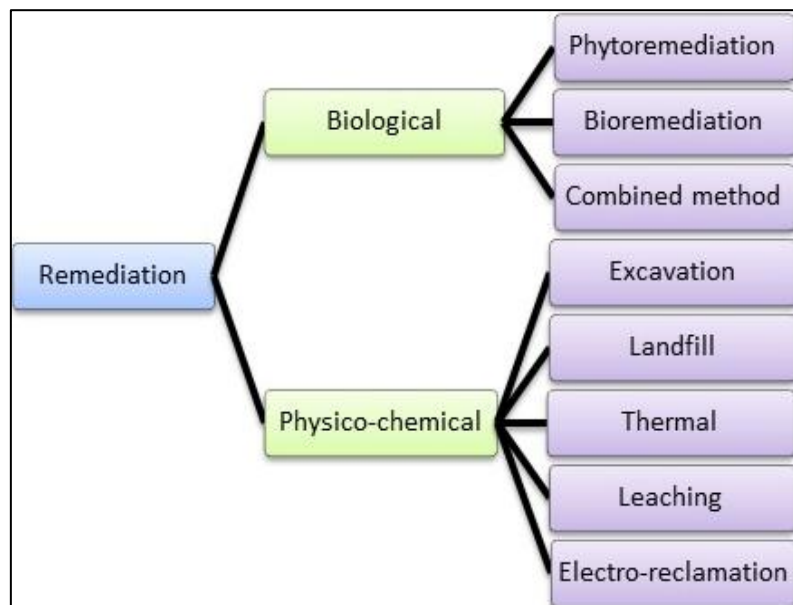 Remediation
Biological
Phytoremediation
Bioremediation
Combined method
Physico-chemical
Excavation
Landfill
Thermal
Leaching
Electro-reclamation